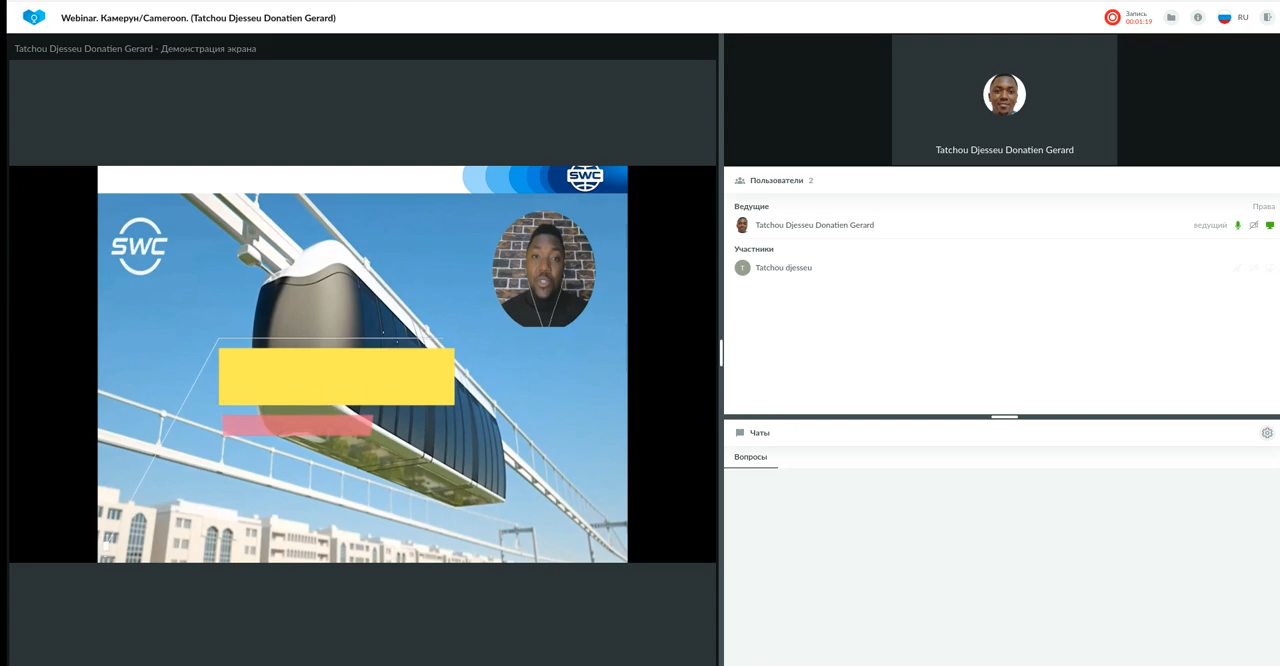 Webinar. Камерун/Cameroon. (Tatchou Djesseu Donatien Gerard)
Запись
00:01:19
RU
Tatchou Djesseu Donatien Gerard - Демонстрация экрана
SWC
SWC
Tatchou Djesseu Donatien Gerard
Пользователи 2
Ведущие Права
Tatchou Djesseu Donatien Gerard ведущий
Участники
T Tatchou djesseu
Чаты
Вопросы